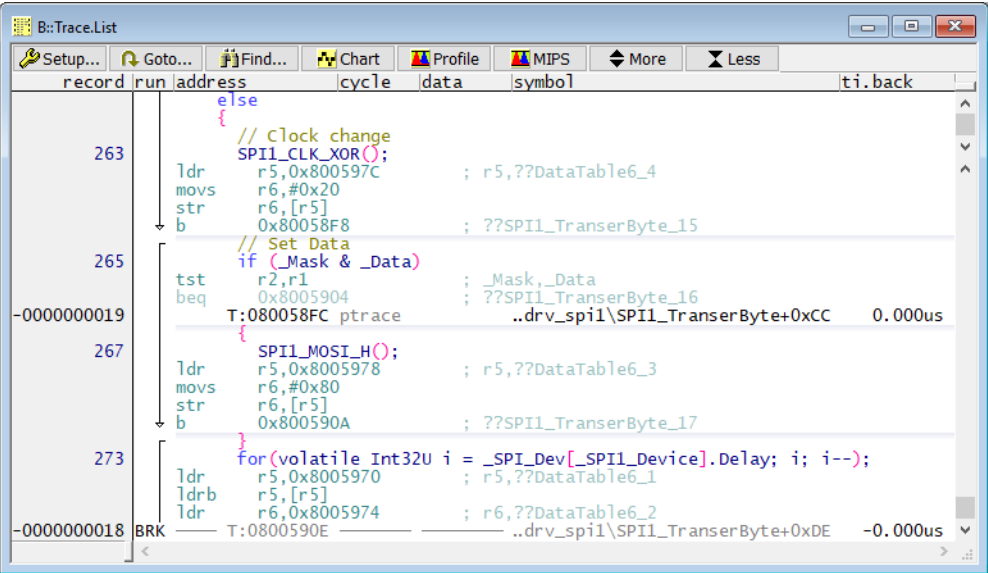 B::Trace.List
Setup... Goto... Find... Chart Profile MIPS More Less
record run address cycle data symbol ti.back
else
{
// Clock change
263 SPI1_CLK_XOR();
ldr r5,0x800597C ; r5,??DataTable6_4
movs r6,#0x20
str r6,[r5]
b 0x80058F8 ; ??SPI1_TranserByte_15
// Set Data
265 if (_Mask & _Data)
tst r2,r1 ; _Mask,_Data
beq 0x8005904 ; ??SPI1_TranserByte_16
-0000000019 T:080058FC ptrace ..drv_spi1\SPI1_TranserByte+0xCC 0.000us
{
267 SPI1_MOSI_H();
ldr r5,0x8005978 ; r5,??DataTable6_3
movs r6,#0x80
str r6,[r5]
b 0x800590A ; ??SPI1_TranserByte_17
}
273 for(volatile Int32U i = _SPI_Dev[_SPI1_Device].Delay; i; i--);
ldr r5,0x8005970 ; r5,??DataTable6_1
ldrb r5,[r5]
ldr r6,0x8005974 ; r6,??DataTable6_2
-0000000018 BRK T:0800590E ..drv_spi1\SPI1_TranserByte+0xDE -0.000us